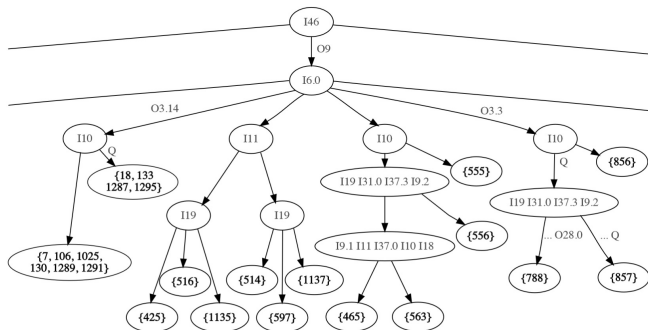 I46
O9
I6.0
O3.14
O3.3
I10
I11
I10
I10
Q
Q
{856}
{18, 133
1287, 1295}
I19 I31.0 I37.3 I9.2
{555}
I19 I31.0 I37.3 I9.2
I19
I19
{556}
... O28.0
... Q
I9.1 I11 I37.0 I10 I18
{7, 106, 1025,
130, 1289, 1291}
{516}
{514}
{1137}
{788}
{857}
{425}
{1135}
{597}
{465}
{563}